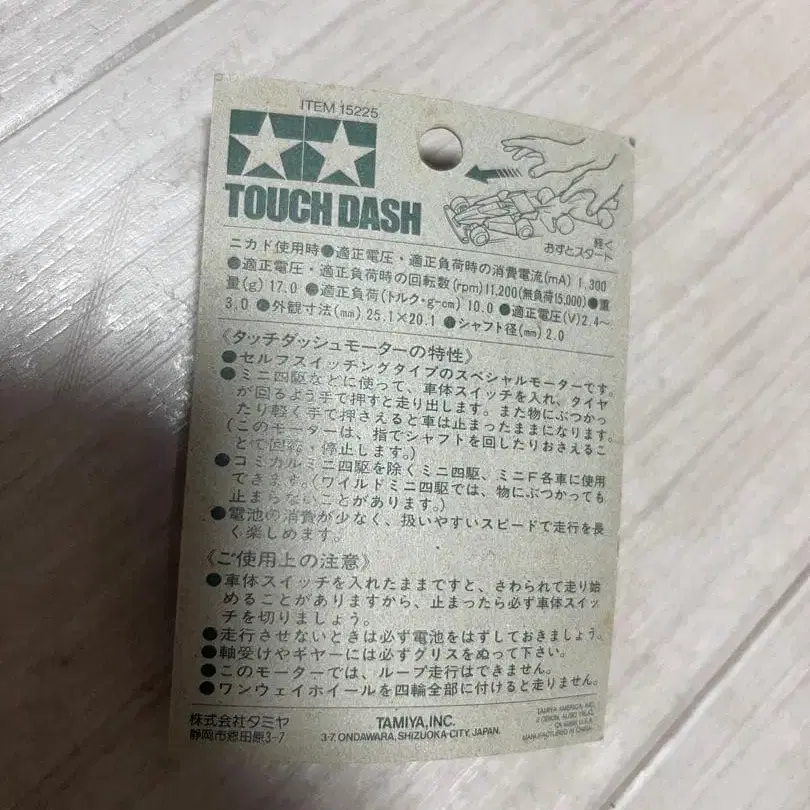 ITEM 15225
TOUCH DASH
軽く
おすとスタート
ニカド使用時●適正電圧・適正負荷時の消費電流(mA) 1,300
●適正電圧・適正負荷時の回転数(rpm)11,200(無負荷15,000)●重
量(g) 17.0 ●適正負荷(トルク・g-cm) 10.0 ●適正電圧(V) 2.4〜
3.0 ●外観寸法(mm) 25.1×20.1 ●シャフト径(mm) 2.0
《タッチダッシュモーターの特性》
●セルフスイッチングタイプのスペシャルモーターです。
●ミニ四駆などに使って、車体スイッチを入れ、タイヤ
が回るよう手で押すと走り出します。また物にぶつかっ
たり軽く手で押さえると車は止まったままになります。
(このモーターは、指でシャフトを回したりおさえるこ
とで回転・停止します。)
●コミカルミニ四駆を除くミニ四駆、ミニF各車に使用
できます。(ワイルドミニ四駆では、物にぶつかっても
止まらないことがあります。)
●電池の消費が少なく、扱いやすいスピードで走行を長
く楽しめます。
《ご使用上の注意》
●車体スイッチを入れたままですと、さわられて走り始
めることがありますから、止まったら必ず車体スイッ
チを切りましょう。
●走行させないときは必ず電池をはずしておきましょう。
●軸受けやギヤーには必ずグリスをぬって下さい。
●このモーターでは、ループ走行はできません。
●ワンウェイホイールを四輪全部に付けると走りません。
株式会社タミヤ
静岡市恩田原3-7
TAMIYA, INC.
3-7, ONDAWARA, SHIZUOKA-CITY, JAPAN.
TAMIYA AMERICA, INC.
2 ORION, ALISO VIEJO,
CA 92656 U.S.A.
MANUFACTURED IN CHINA